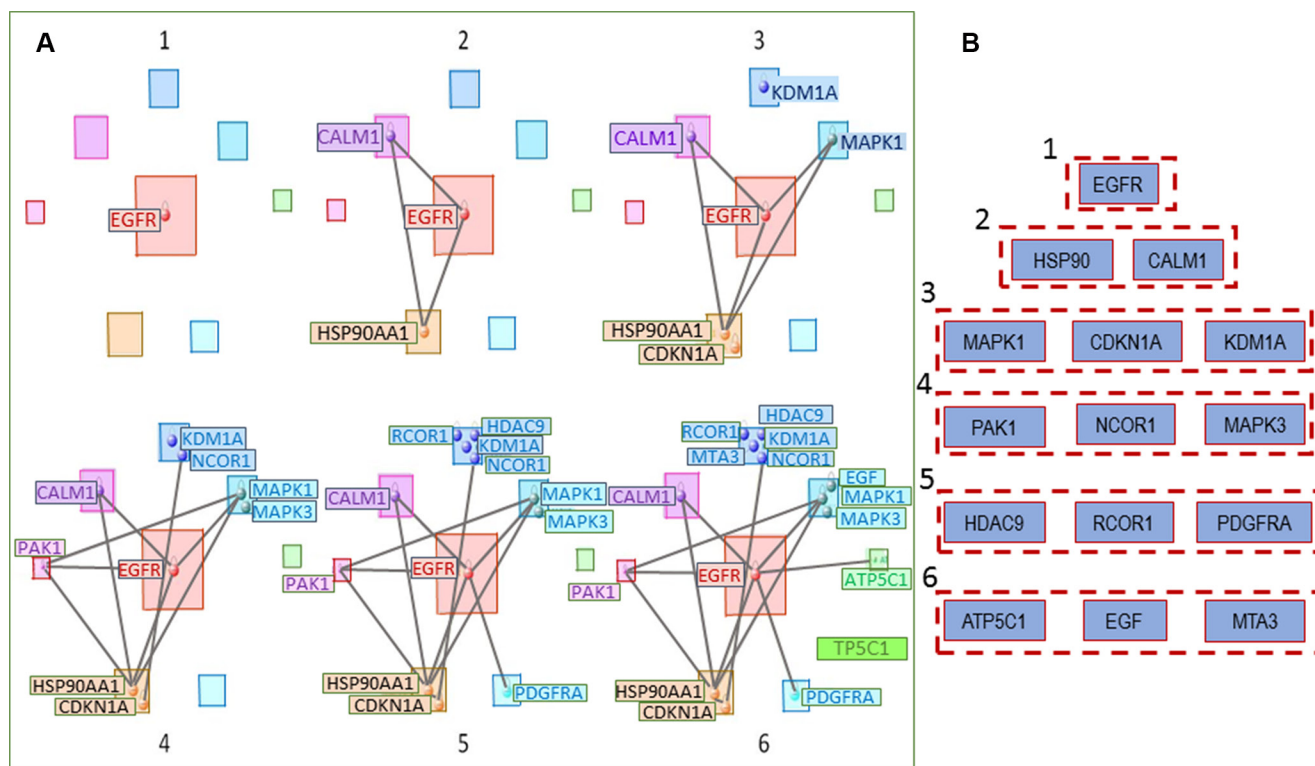 A
B
1
2
3
EGFR
CALM1
EGFR
HSP90AA1
KDM1A
CALM1
MAPK1
EGFR
HSP90AA1
CDKN1A
KDM1A
NCOR1
CALM1
MAPK1
MAPK3
PAK1
EGFR
HSP90AA1
CDKN1A
4
HDAC9
RCOR1
KDM1A
NCOR1
CALM1
MAPK1
MAPK3
EGFR
PAK1
HSP90AA1
CDKN1A
PDGFRA
5
HDAC9
RCOR1
KDM1A
MTA3
NCOR1
EGF
CALM1
MAPK1
MAPK3
EGFR
ATP5C1
PAK1
TP5C1
HSP90AA1
CDKN1A
PDGFRA
6
1
EGFR
2
HSP90 CALM1
3
MAPK1 CDKN1A KDM1A
4
PAK1 NCOR1 MAPK3
5
HDAC9 RCOR1 PDGFRA
6
ATP5C1 EGF MTA3